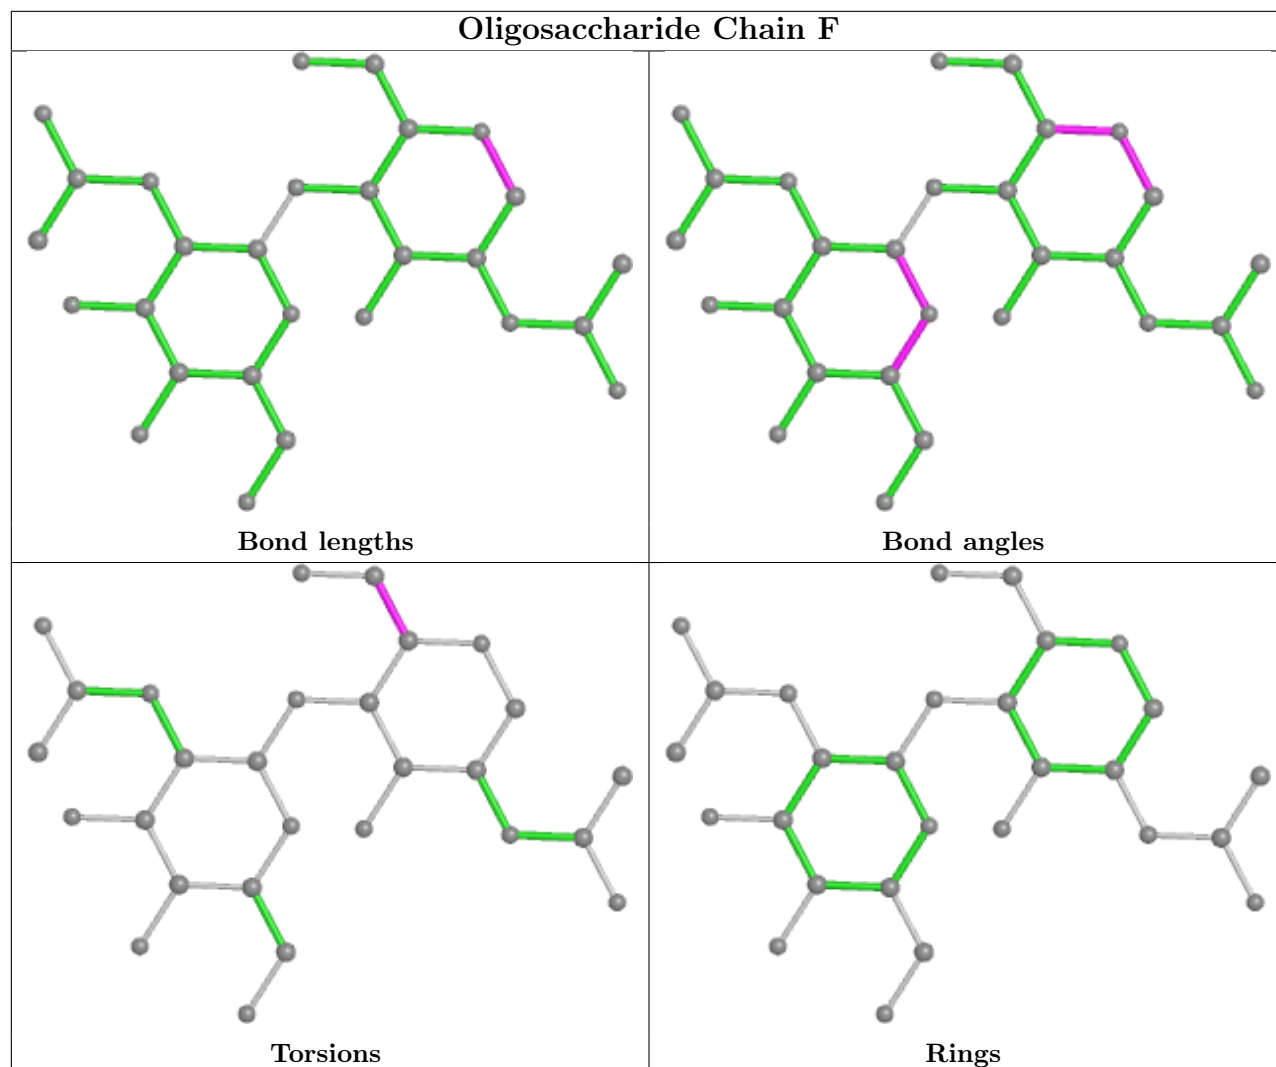 Oligosaccharide Chain F
Bond lengths
Bond angles
Torsions
Rings